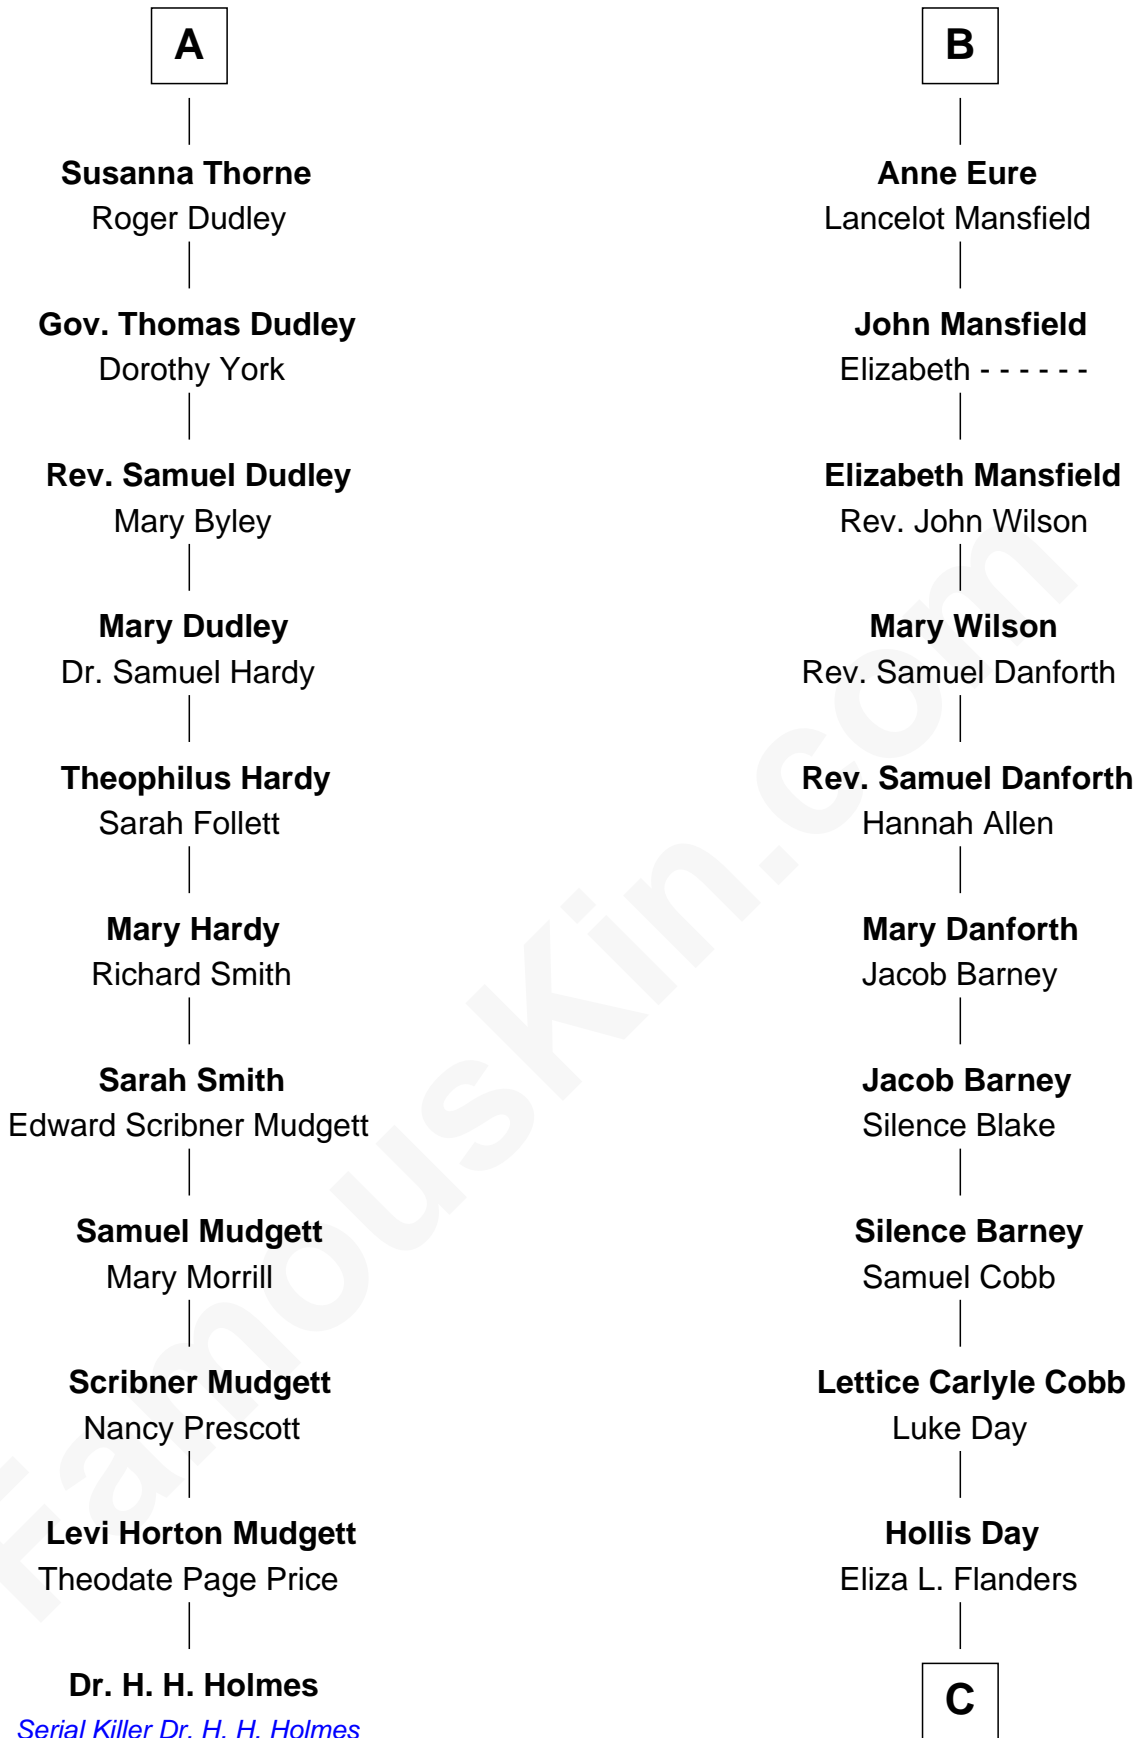 A
Susanna Thorne
Roger Dudley
Gov. Thomas Dudley
Dorothy York
Rev. Samuel Dudley
Mary Byley
Mary Dudley
Dr. Samuel Hardy
Theophilus Hardy
Sarah Follett
Mary Hardy
Richard Smith
Sarah Smith
Edward Scribner Mudgett
Samuel Mudgett
Mary Morrill
Scribner Mudgett
Nancy Prescott
Levi Horton Mudgett
Theodate Page Price
Dr. H. H. Holmes
Serial Killer Dr. H. H. Holmes
B
Anne Eure
Lancelot Mansfield
John Mansfield
Elizabeth - - - - - -
Elizabeth Mansfield
Rev. John Wilson
Mary Wilson
Rev. Samuel Danforth
Rev. Samuel Danforth
Hannah Allen
Mary Danforth
Jacob Barney
Jacob Barney
Silence Blake
Silence Barney
Samuel Cobb
Lettice Carlyle Cobb
Luke Day
Hollis Day
Eliza L. Flanders
C
FamousKin.com